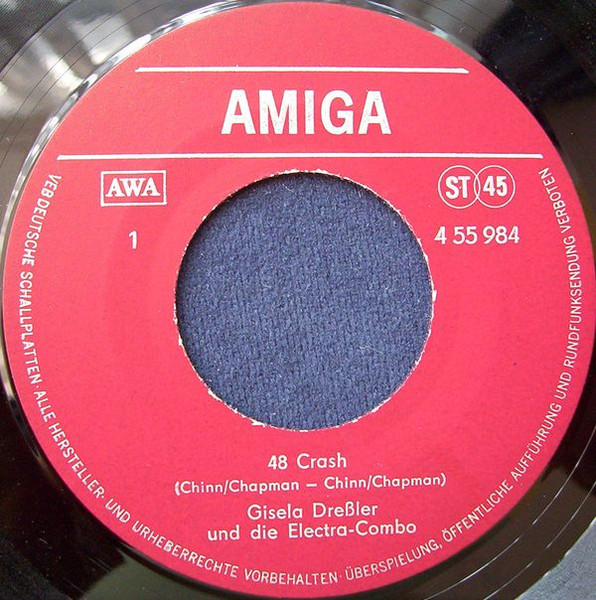 AMIGA
AWA
ST 45
1
4 55 984
48 Crash
(Chinn/Chapman – Chinn/Chapman)
Gisela Dreßler
und die Electra-Combo
VEB DEUTSCHE SCHALLPLATTEN · ALLE HERSTELLER- UND URHEBERRECHTE VORBEHALTEN · ÜBERSPIELUNG, ÖFFENTLICHE AUFFÜHRUNG UND RUNDFUNKSENDUNG VERBOTEN